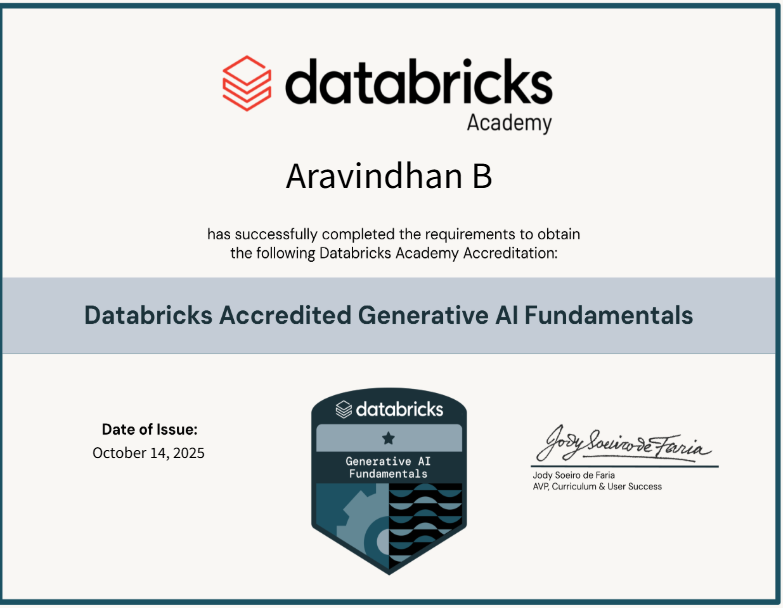 databricks
Academy
Aravindhan B
has successfully completed the requirements to obtain
the following Databricks Academy Accreditation:
Databricks Accredited Generative AI Fundamentals
Date of Issue:
October 14, 2025
databricks
Generative AI
Fundamentals
Jody Soeiro de Faria
Jody Soeiro de Faria
AVP, Curriculum & User Success